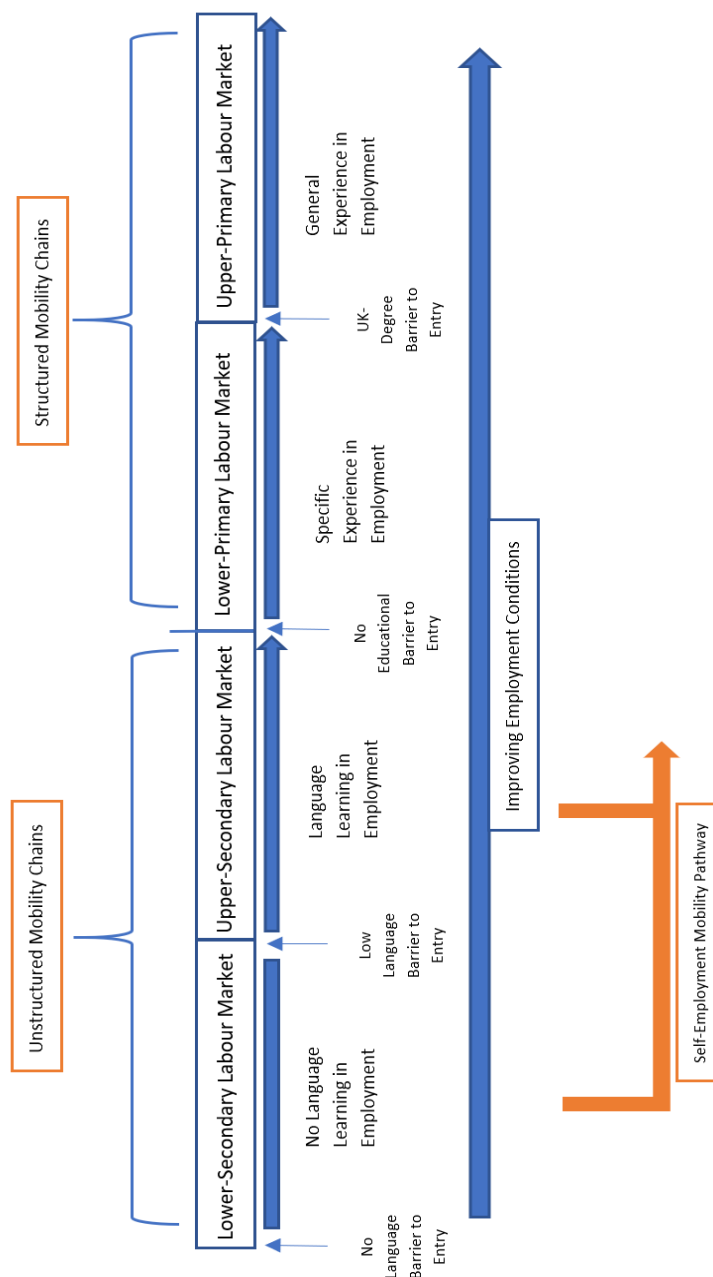 Unstructured Mobility Chains
Structured Mobility Chains
Lower-Secondary Labour Market
Upper-Secondary Labour Market
Lower-Primary Labour Market
Upper-Primary Labour Market
No Language
Learning in
Employment
Language
Learning in
Employment
Specific
Experience in
Employment
General
Experience in
Employment
No
Language
Barrier to
Entry
Low
Language
Barrier to
Entry
No
Educational
Barrier to
Entry
UK-
Degree
Barrier to
Entry
Improving Employment Conditions
Self-Employment Mobility Pathway